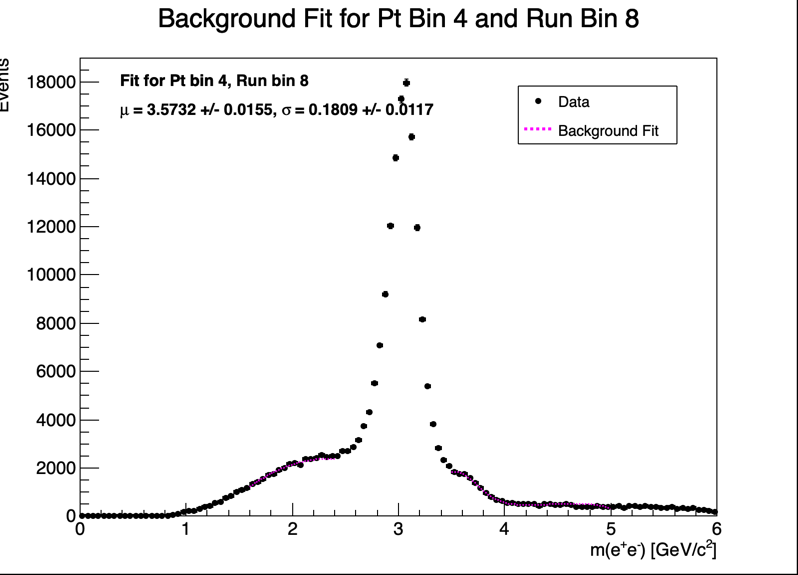 Background Fit for Pt Bin 4 and Run Bin 8
Events
Fit for Pt bin 4, Run bin 8
μ = 3.5732 +/- 0.0155, σ = 0.1809 +/- 0.0117
Data
Background Fit
18000
16000
14000
12000
10000
8000
6000
4000
2000
0
0 1 2 3 4 5 6
m(e⁺e⁻) [GeV/c²]